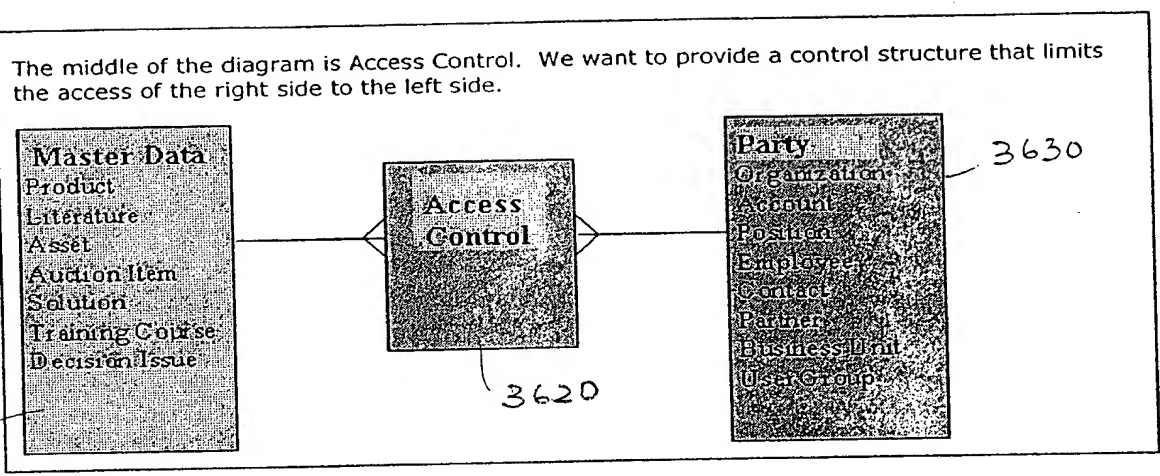 The middle of the diagram is Access Control. We want to provide a control structure that limits
the access of the right side to the left side.
Master Data
Product
Literature
Asset
Auction Item
Solution
Training Course
Decision Issue
Access
Control
3620
Party
Organization
Account
Position
Employee
Contact
Partner
Business Unit
User Group
3630